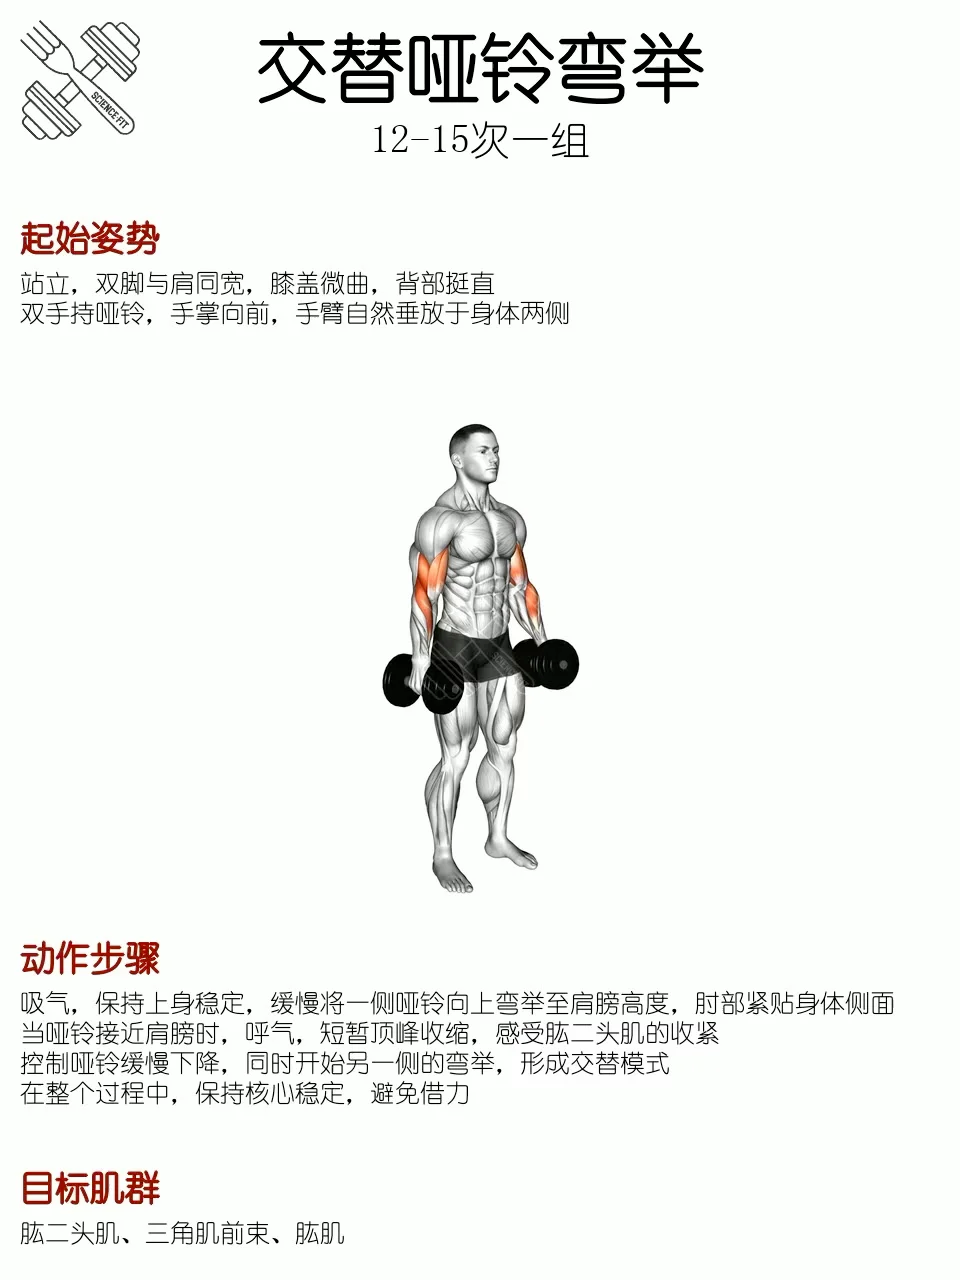 SCIENCE-FIT
交替哑铃弯举
12-15次一组
起始姿势
站立，双脚与肩同宽，膝盖微曲，背部挺直
双手持哑铃，手掌向前，手臂自然垂放于身体两侧
动作步骤
吸气，保持上身稳定，缓慢将一侧哑铃向上弯举至肩膀高度，肘部紧贴身体侧面
当哑铃接近肩膀时，呼气，短暂顶峰收缩，感受肱二头肌的收紧
控制哑铃缓慢下降，同时开始另一侧的弯举，形成交替模式
在整个过程中，保持核心稳定，避免借力
目标肌群
肱二头肌、三角肌前束、肱肌